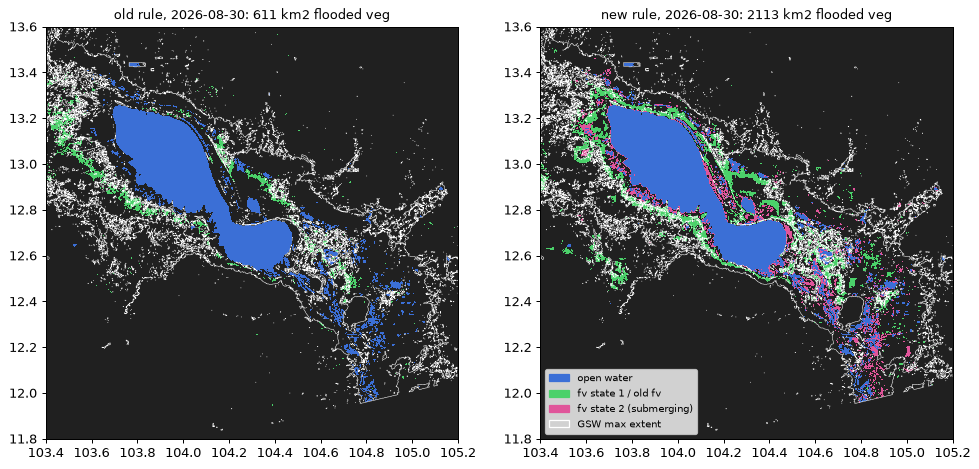 old rule, 2026-08-30: 611 km2 flooded veg
13.6
13.4
13.2
13.0
12.8
12.6
12.4
12.2
12.0
11.8
103.4 103.6 103.8 104.0 104.2 104.4 104.6 104.8 105.0 105.2
new rule, 2026-08-30: 2113 km2 flooded veg
13.6
13.4
13.2
13.0
12.8
12.6
12.4
12.2
12.0
11.8
open water
fv state 1 / old fv
fv state 2 (submerging)
GSW max extent
103.4 103.6 103.8 104.0 104.2 104.4 104.6 104.8 105.0 105.2